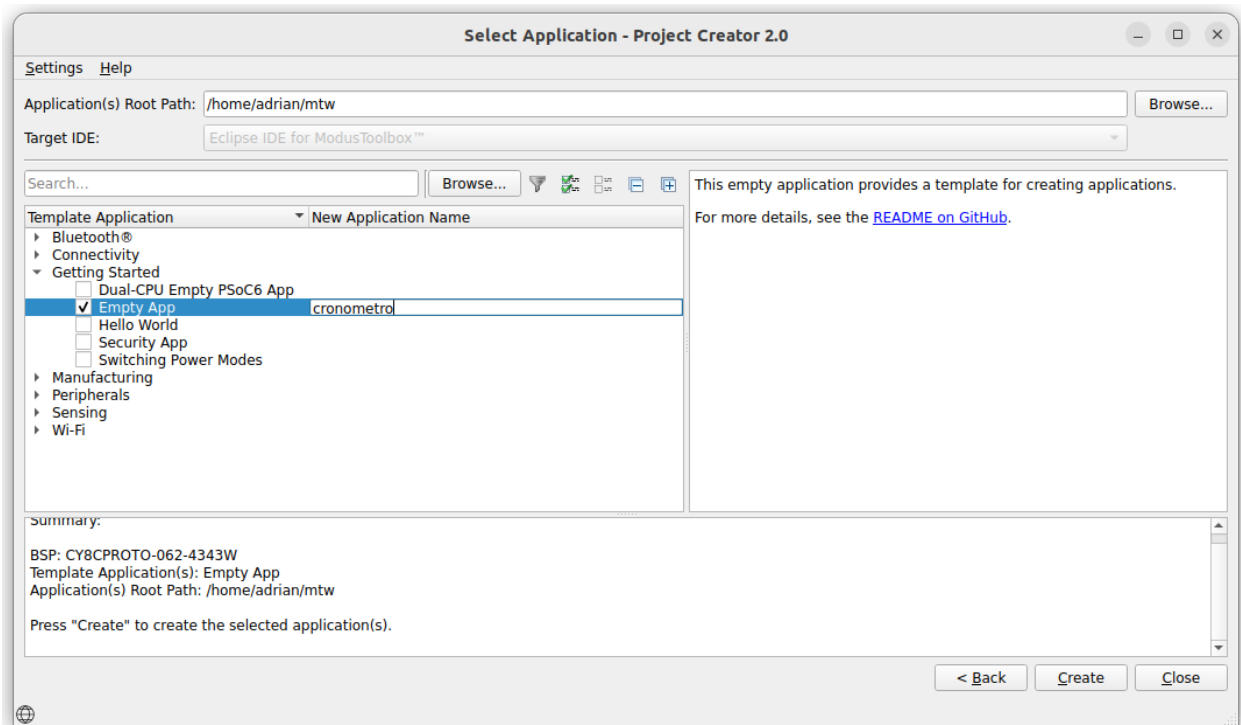 Select Application - Project Creator 2.0
Settings Help
Application(s) Root Path: /home/adrian/mtw Browse...
Target IDE: Eclipse IDE for ModusToolbox™
Search... Browse...
Template Application New Application Name
Bluetooth®
Connectivity
Getting Started
Dual-CPU Empty PSoC6 App
Empty App cronometro
Hello World
Security App
Switching Power Modes
Manufacturing
Peripherals
Sensing
Wi-Fi
This empty application provides a template for creating applications.
For more details, see the README on GitHub.
Summary:
BSP: CY8CPROTO-062-4343W
Template Application(s): Empty App
Application(s) Root Path: /home/adrian/mtw
Press "Create" to create the selected application(s).
< Back Create Close